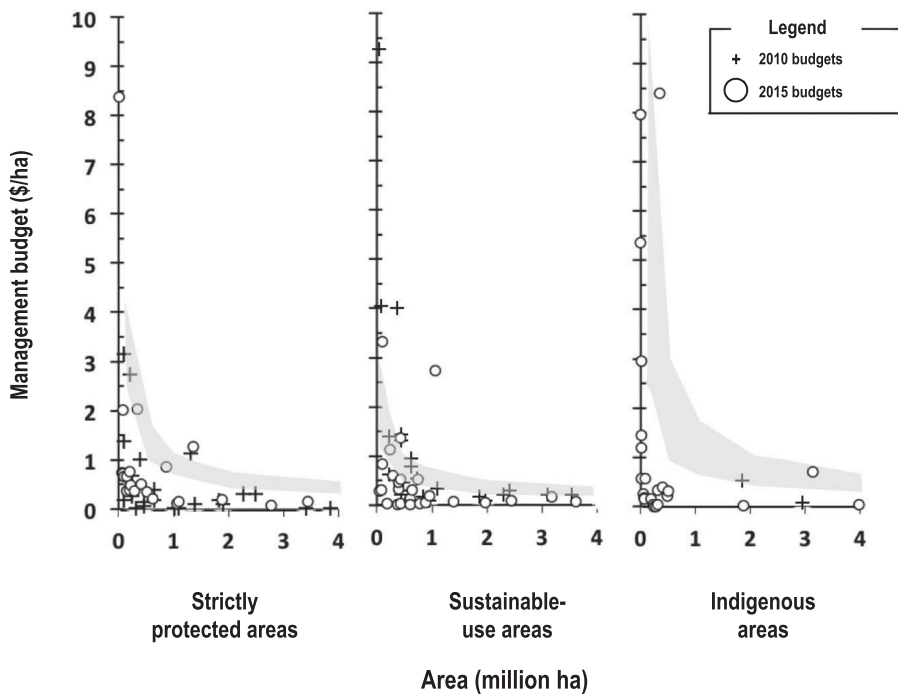 Legend
2010 budgets
2015 budgets
Management budget ($/ha)
10
9
8
7
6
5
4
3
2
1
0
0 1 2 3 4
0 1 2 3 4
0 1 2 3 4
Strictly
protected areas
Sustainable-
use areas
Indigenous
areas
Area (million ha)